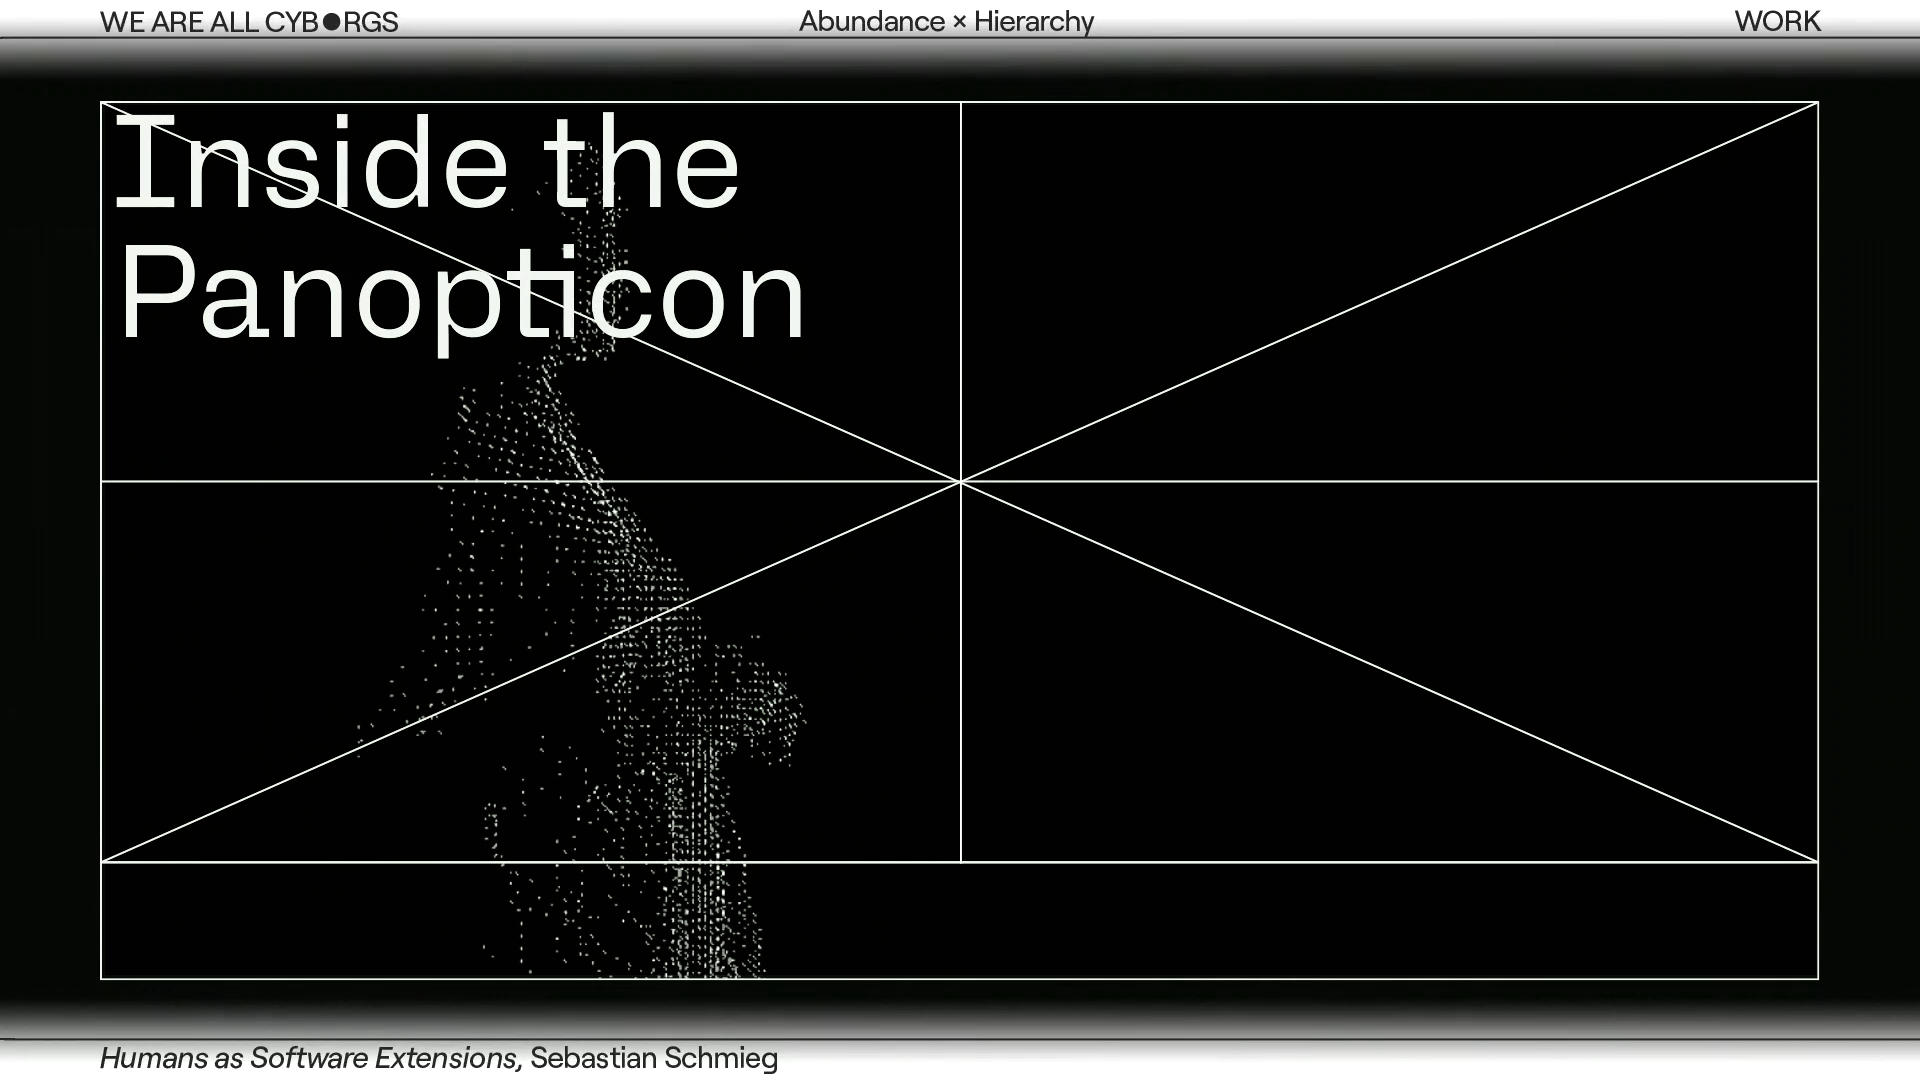 WE ARE ALL CYB●RGS
Abundance × Hierarchy
WORK
Inside the
Panopticon
Humans as Software Extensions, Sebastian Schmieg